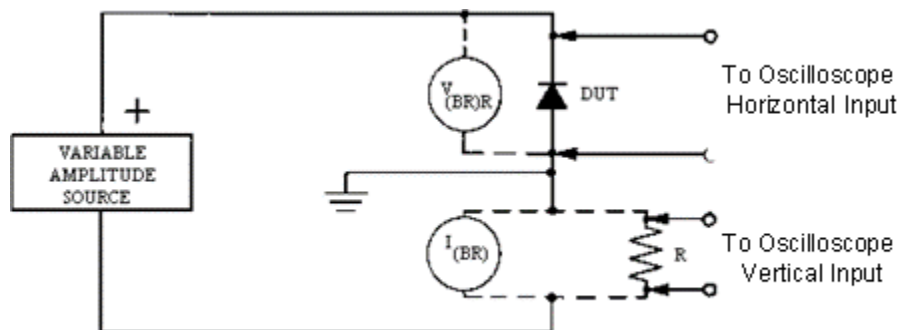 +
VARIABLE
AMPLITUDE
SOURCE
V
(BR)R
DUT
To Oscilloscope
Horizontal Input
I
(BR)
R
To Oscilloscope
Vertical Input